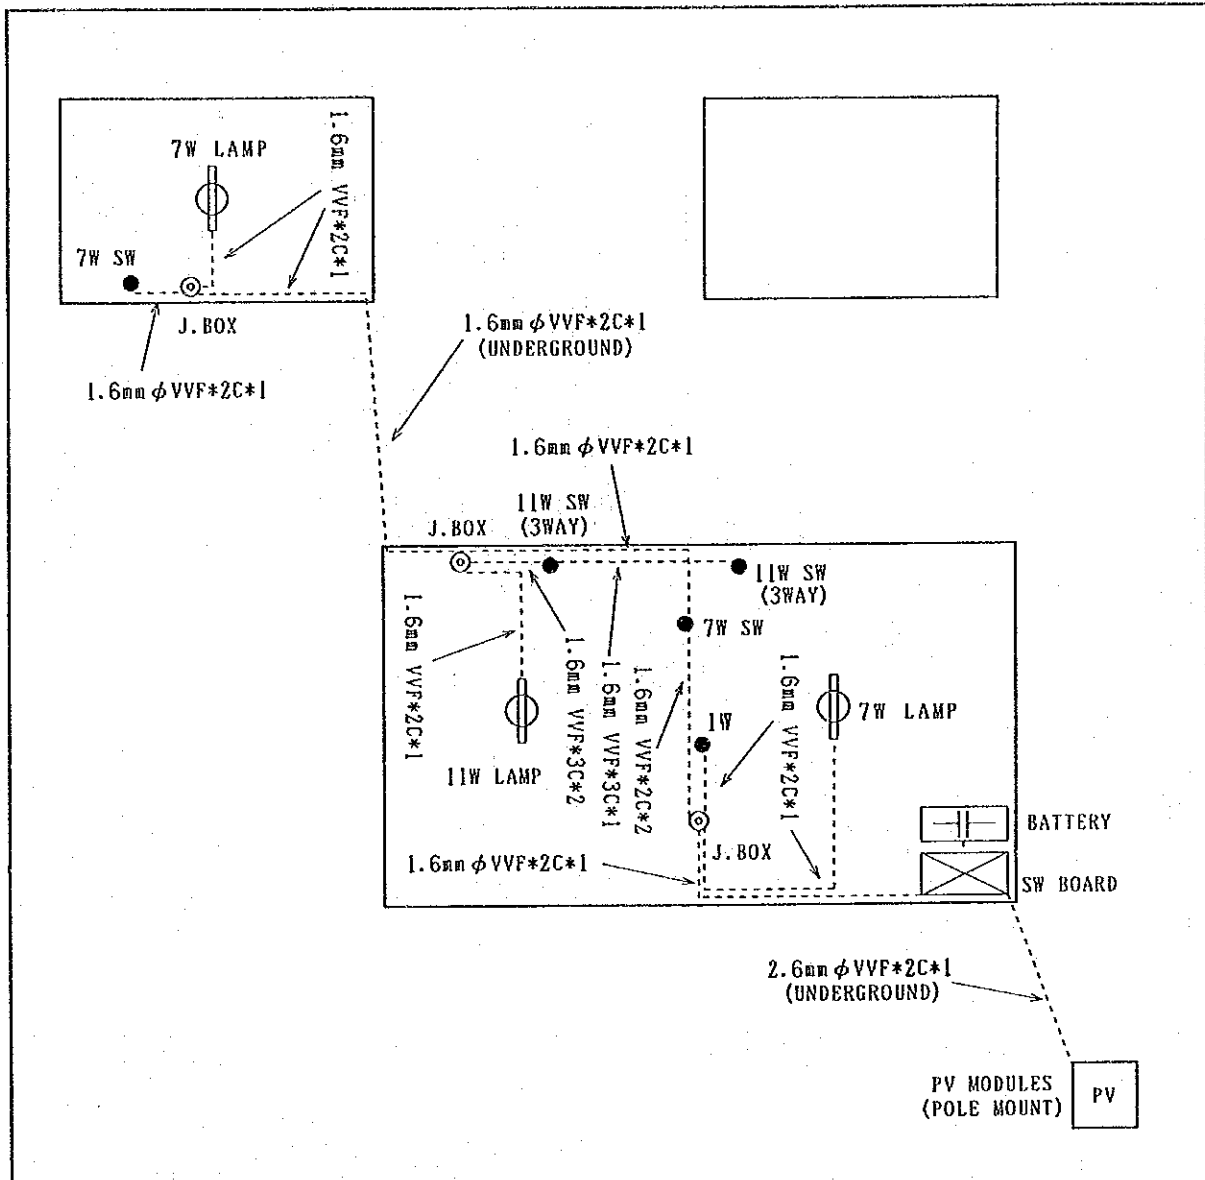 7W LAMP
1.6mm VVF*2C*1
7W SW
J.BOX
1.6mmφVVF*2C*1
1.6mmφVVF*2C*1
(UNDERGROUND)
1.6mmφVVF*2C*1
11W SW
(3WAY)
J.BOX
11W SW
(3WAY)
7W SW
1.6mm VVF*2C*1
1.6mm VVF*3C*2
1.6mm VVF*3C*1
1.6mm VVF*2C*2
1.6mm VVF*2C*1
1W
7W LAMP
11W LAMP
BATTERY
J.BOX
1.6mmφVVF*2C*1
SW BOARD
2.6mmφVVF*2C*1
(UNDERGROUND)
PV MODULES
(POLE MOUNT)
PV